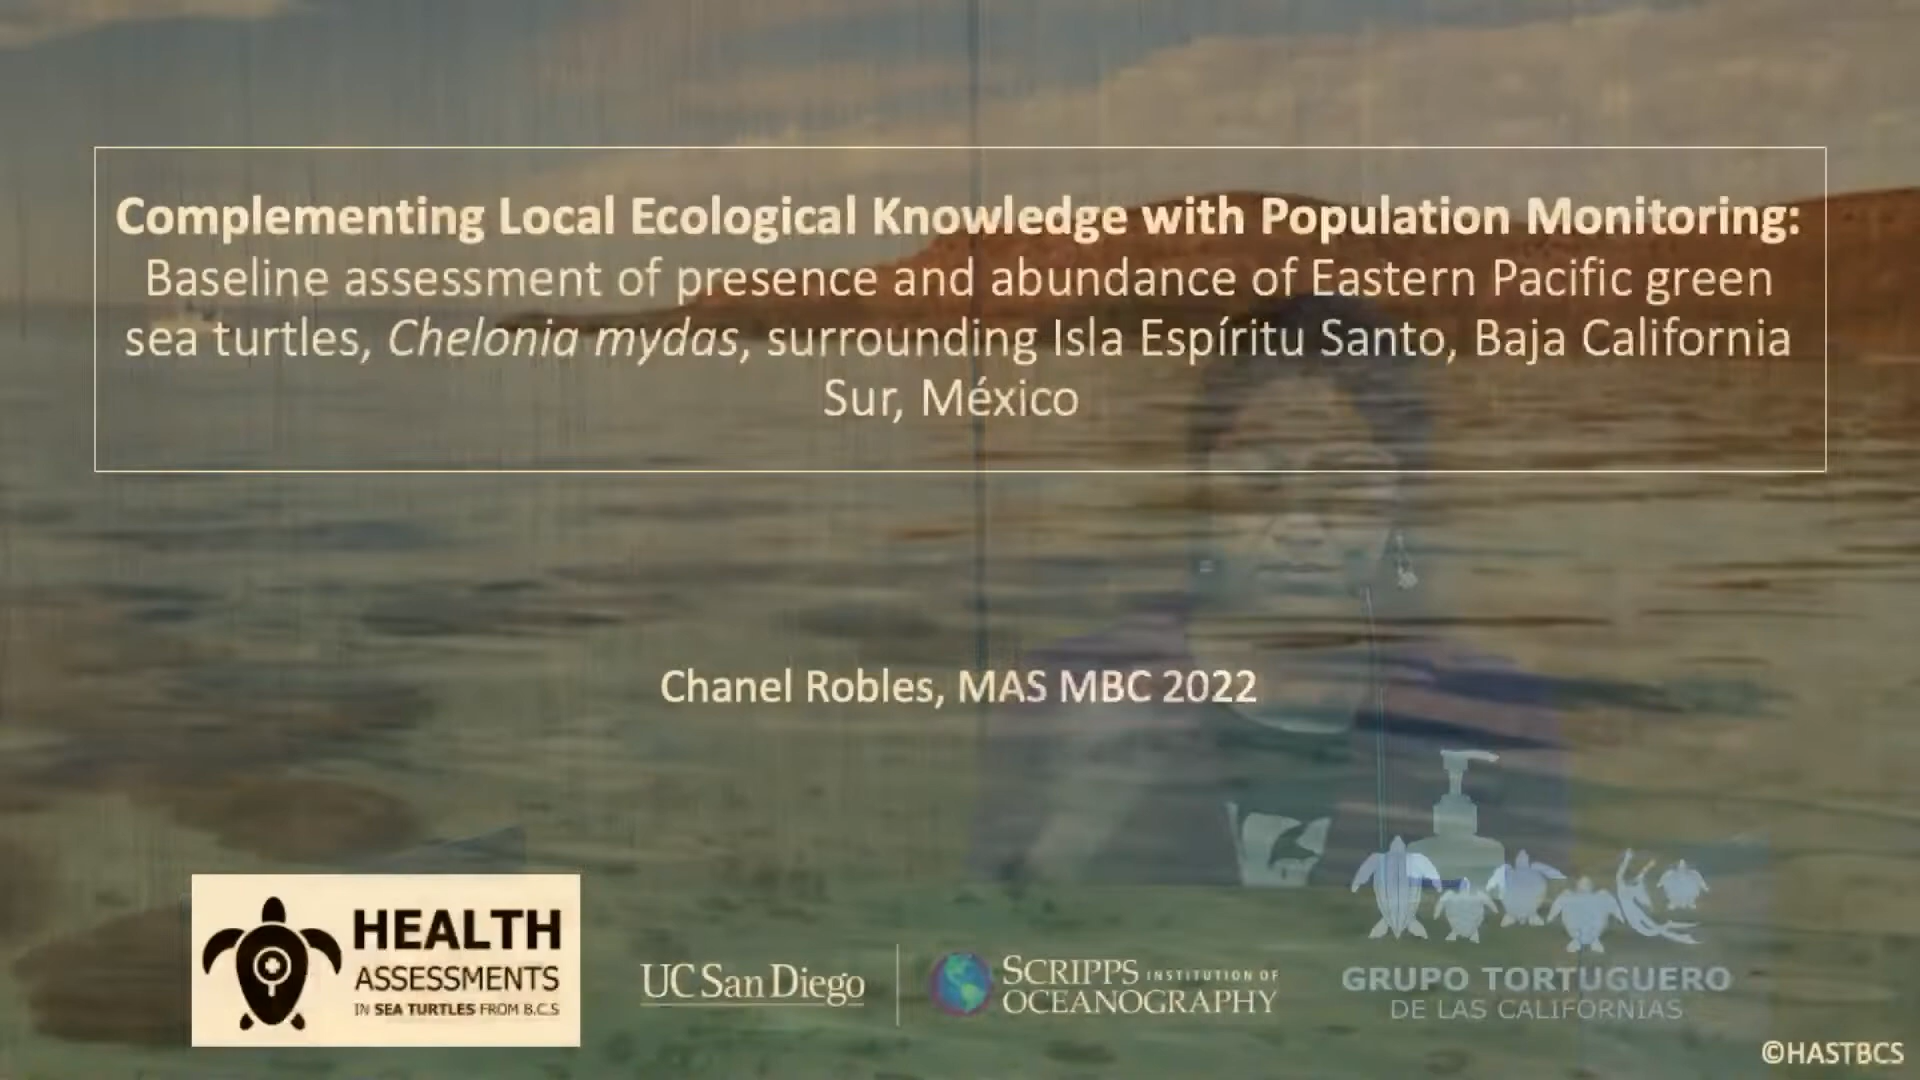 Complementing Local Ecological Knowledge with Population Monitoring:
Baseline assessment of presence and abundance of Eastern Pacific green
sea turtles, Chelonia mydas, surrounding Isla Espíritu Santo, Baja California
Sur, México
Chanel Robles, MAS MBC 2022
HEALTH
ASSESSMENTS
IN SEA TURTLES FROM B.C.S
UC San Diego
SCRIPPS INSTITUTION OF
OCEANOGRAPHY
GRUPO TORTUGUERO
DE LAS CALIFORNIAS
©HASTBCS